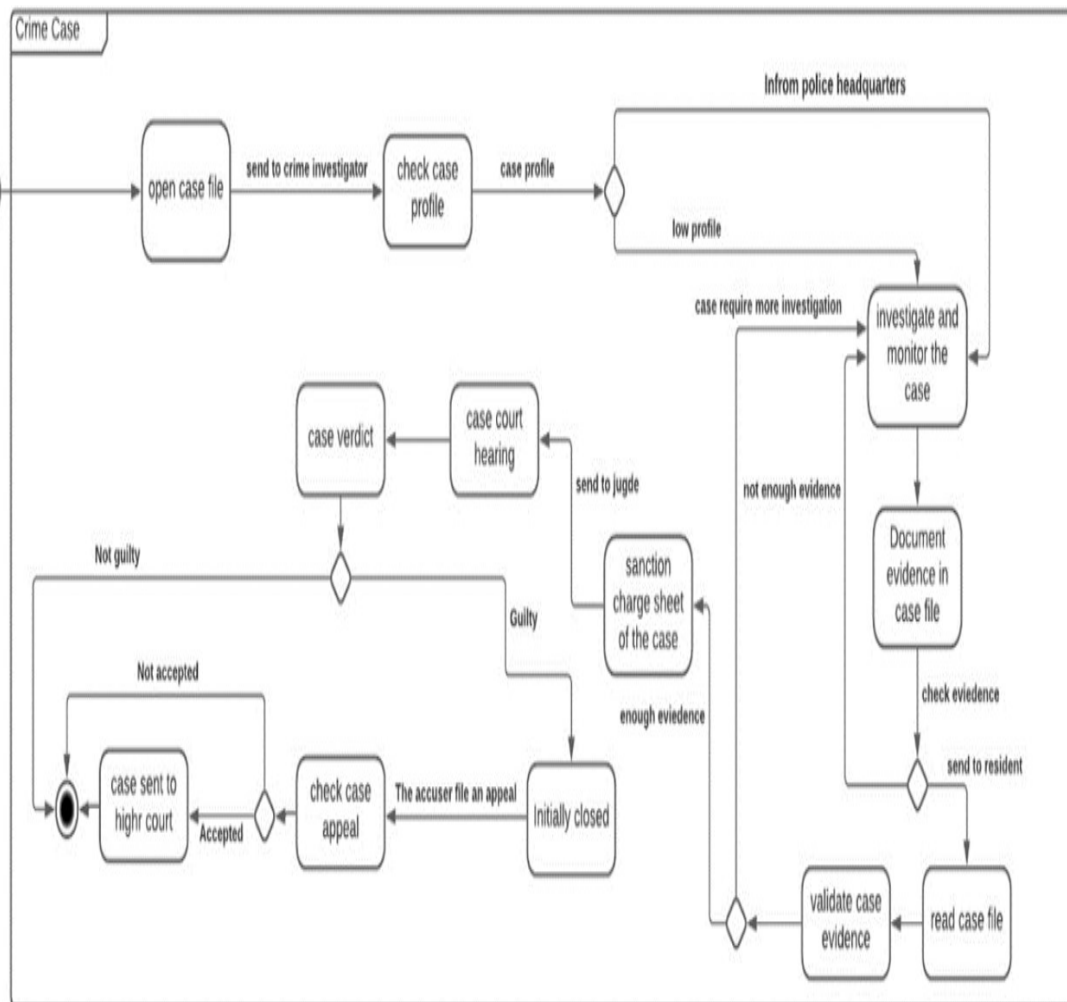 Crime Case
Infrom police headquarters
open case file
send to crime investigator
check case
profile
case profile
low profile
case require more investigation
investigate and
monitor the
case
case verdict
case court
hearing
send to jugde
not enough evidence
Document
evidence in
case file
Not guilty
sanction
charge sheet
of the case
Guilty
Not accepted
check eviedence
enough eviedence
send to resident
case sent to
highr court
Accepted
check case
appeal
The accuser file an appeal
Initially closed
validate case
evidence
read case file